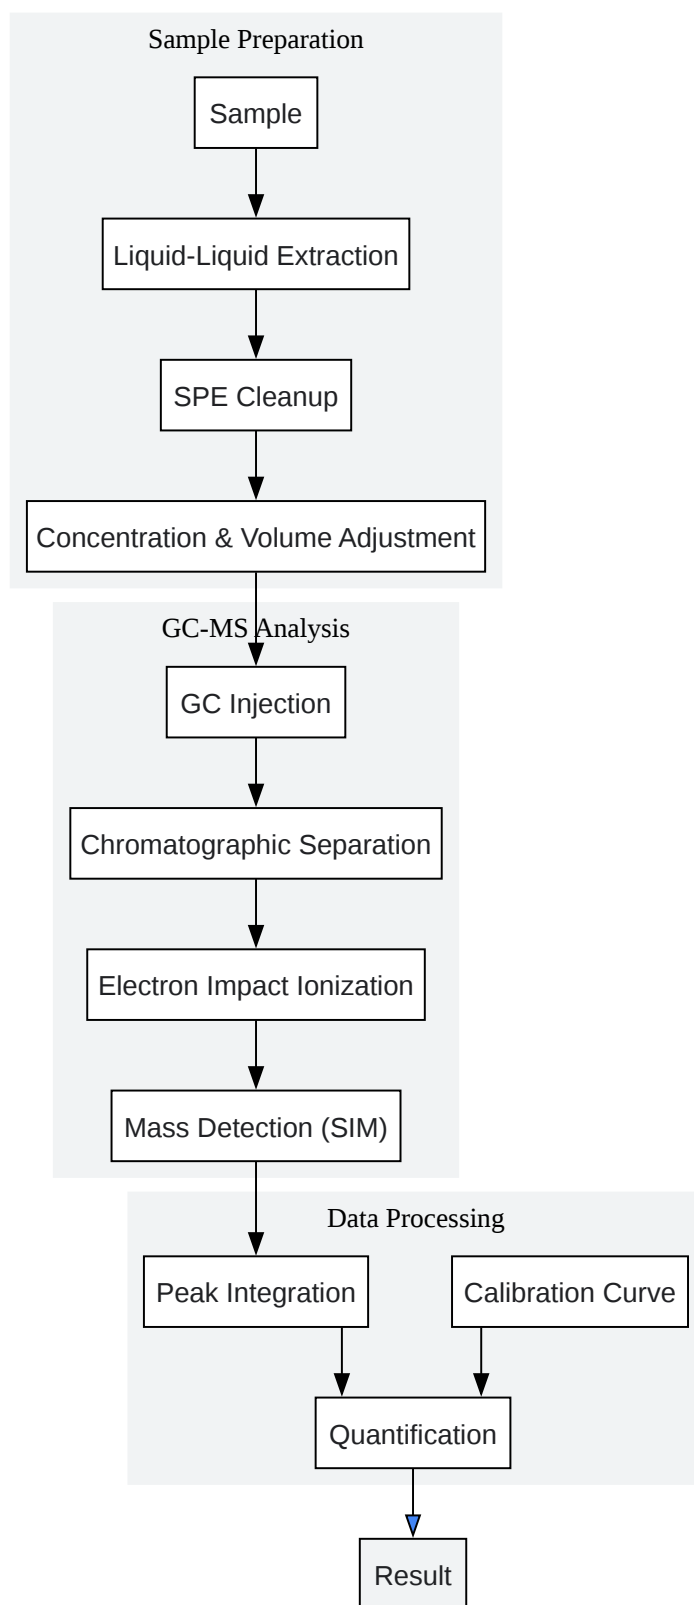 Sample Preparation
Sample
Liquid-Liquid Extraction
SPE Cleanup
Concentration & Volume Adjustment
GC-MS Analysis
GC Injection
Chromatographic Separation
Electron Impact Ionization
Mass Detection (SIM)
Data Processing
Peak Integration
Calibration Curve
Quantification
Result